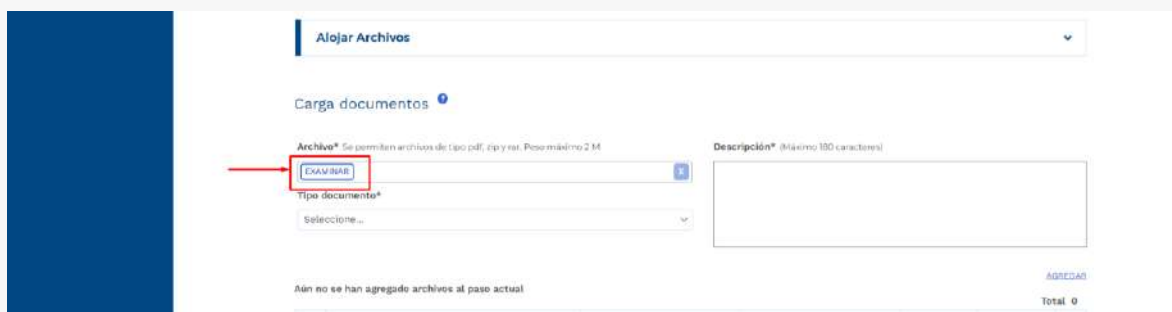 Alojar Archivos
Carga documentos ?
Archivo* Se permiten archivos de tipo pdf, zip y rar. Peso máximo 2 M
Descripción* (Máximo 180 caracteres)
EXAMINAR x
Tipo documento*
Seleccione...
AGREGAR
Aún no se han agregado archivos al paso actual
Total 0